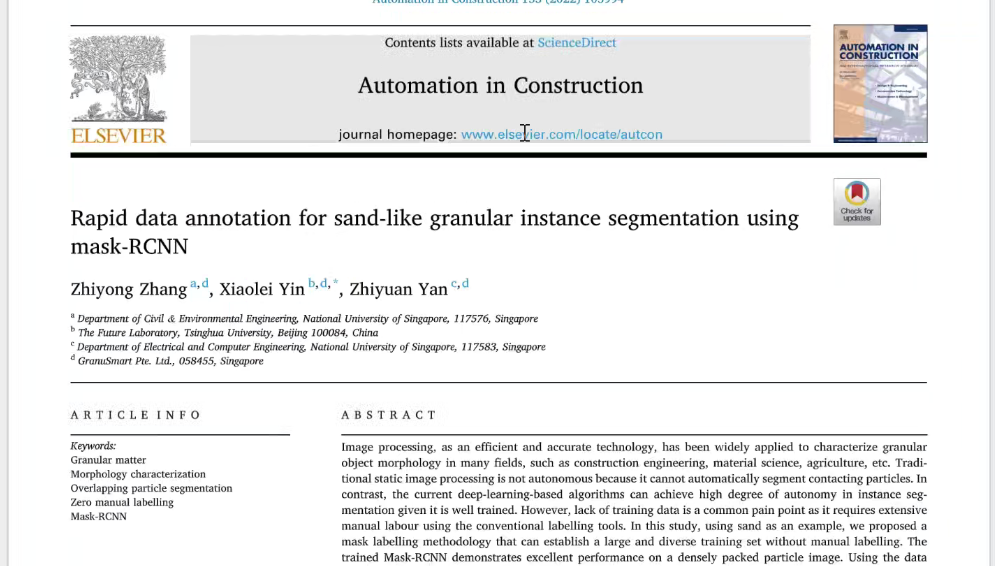 Automation in Construction 133 (2022) 103994
Contents lists available at ScienceDirect
Automation in Construction
journal homepage: www.elsevier.com/locate/autcon
ELSEVIER
AUTOMATION IN
CONSTRUCTION
Check for
updates
Rapid data annotation for sand-like granular instance segmentation using
mask-RCNN
Zhiyong Zhang a,d, Xiaolei Yin b,d,*, Zhiyuan Yan c,d
a Department of Civil & Environmental Engineering, National University of Singapore, 117576, Singapore
b The Future Laboratory, Tsinghua University, Beijing 100084, China
c Department of Electrical and Computer Engineering, National University of Singapore, 117583, Singapore
d GranuSmart Pte. Ltd., 058455, Singapore
ARTICLE INFO
Keywords:
Granular matter
Morphology characterization
Overlapping particle segmentation
Zero manual labelling
Mask-RCNN
ABSTRACT
Image processing, as an efficient and accurate technology, has been widely applied to characterize granular
object morphology in many fields, such as construction engineering, material science, agriculture, etc. Tradi-
tional static image processing is not autonomous because it cannot automatically segment contacting particles. In
contrast, the current deep-learning-based algorithms can achieve high degree of autonomy in instance seg-
mentation given it is well trained. However, lack of training data is a common pain point as it requires extensive
manual labour using the conventional labelling tools. In this study, using sand as an example, we proposed a
mask labelling methodology that can establish a large and diverse training set without manual labelling. The
trained Mask-RCNN demonstrates excellent performance on a densely packed particle image. Using the data